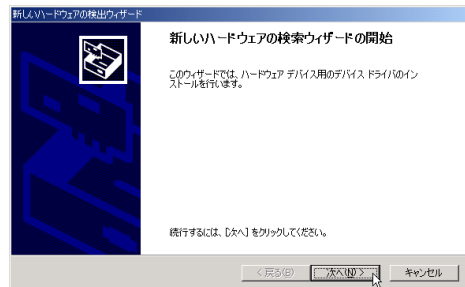 新しいハードウェアの検出ウィザード
新しいハードウェアの検索ウィザードの開始
このウィザードでは、ハードウェア デバイス用のデバイス ドライバのイン
ストールを行います。
続行するには、[次へ] をクリックしてください。
< 戻る(B) 次へ(N) > キャンセル